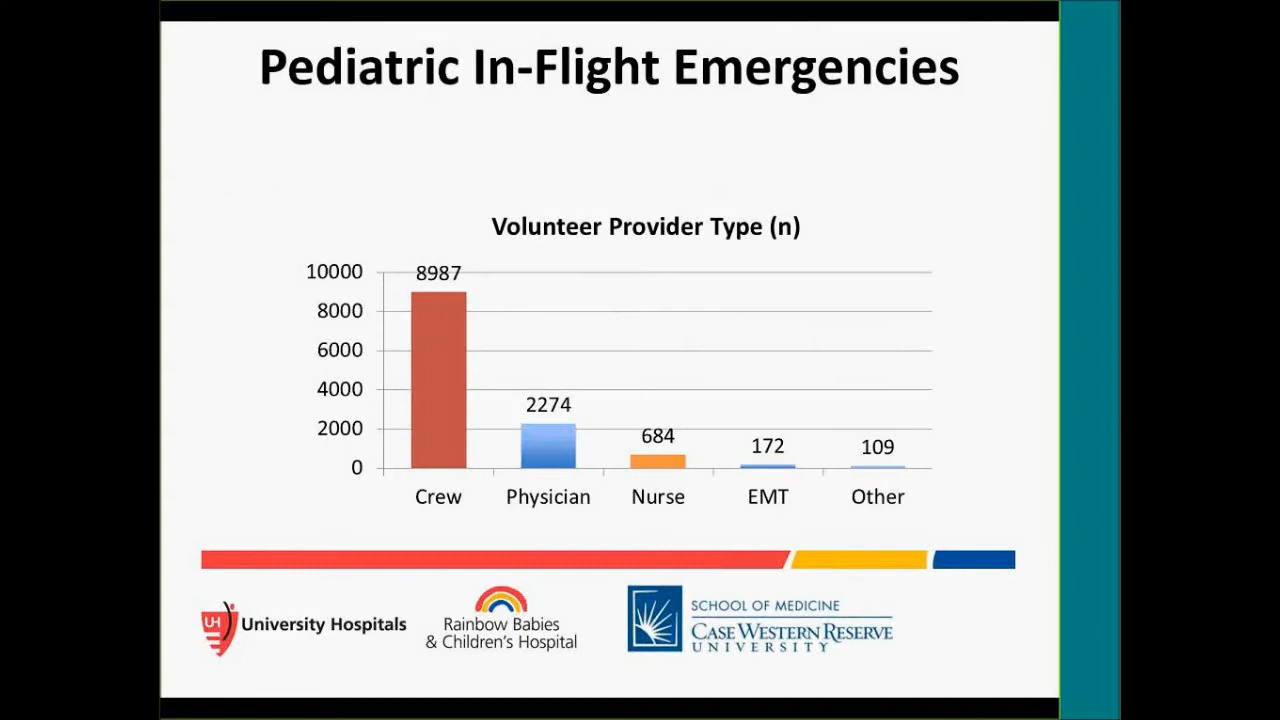 Pediatric In-Flight Emergencies
Volunteer Provider Type (n)
10000
8000
6000
4000
2000
0
8987
2274
684
172
109
Crew
Physician
Nurse
EMT
Other
UH
University Hospitals
Rainbow Babies
& Children's Hospital
SCHOOL OF MEDICINE
CASE WESTERN RESERVE
UNIVERSITY